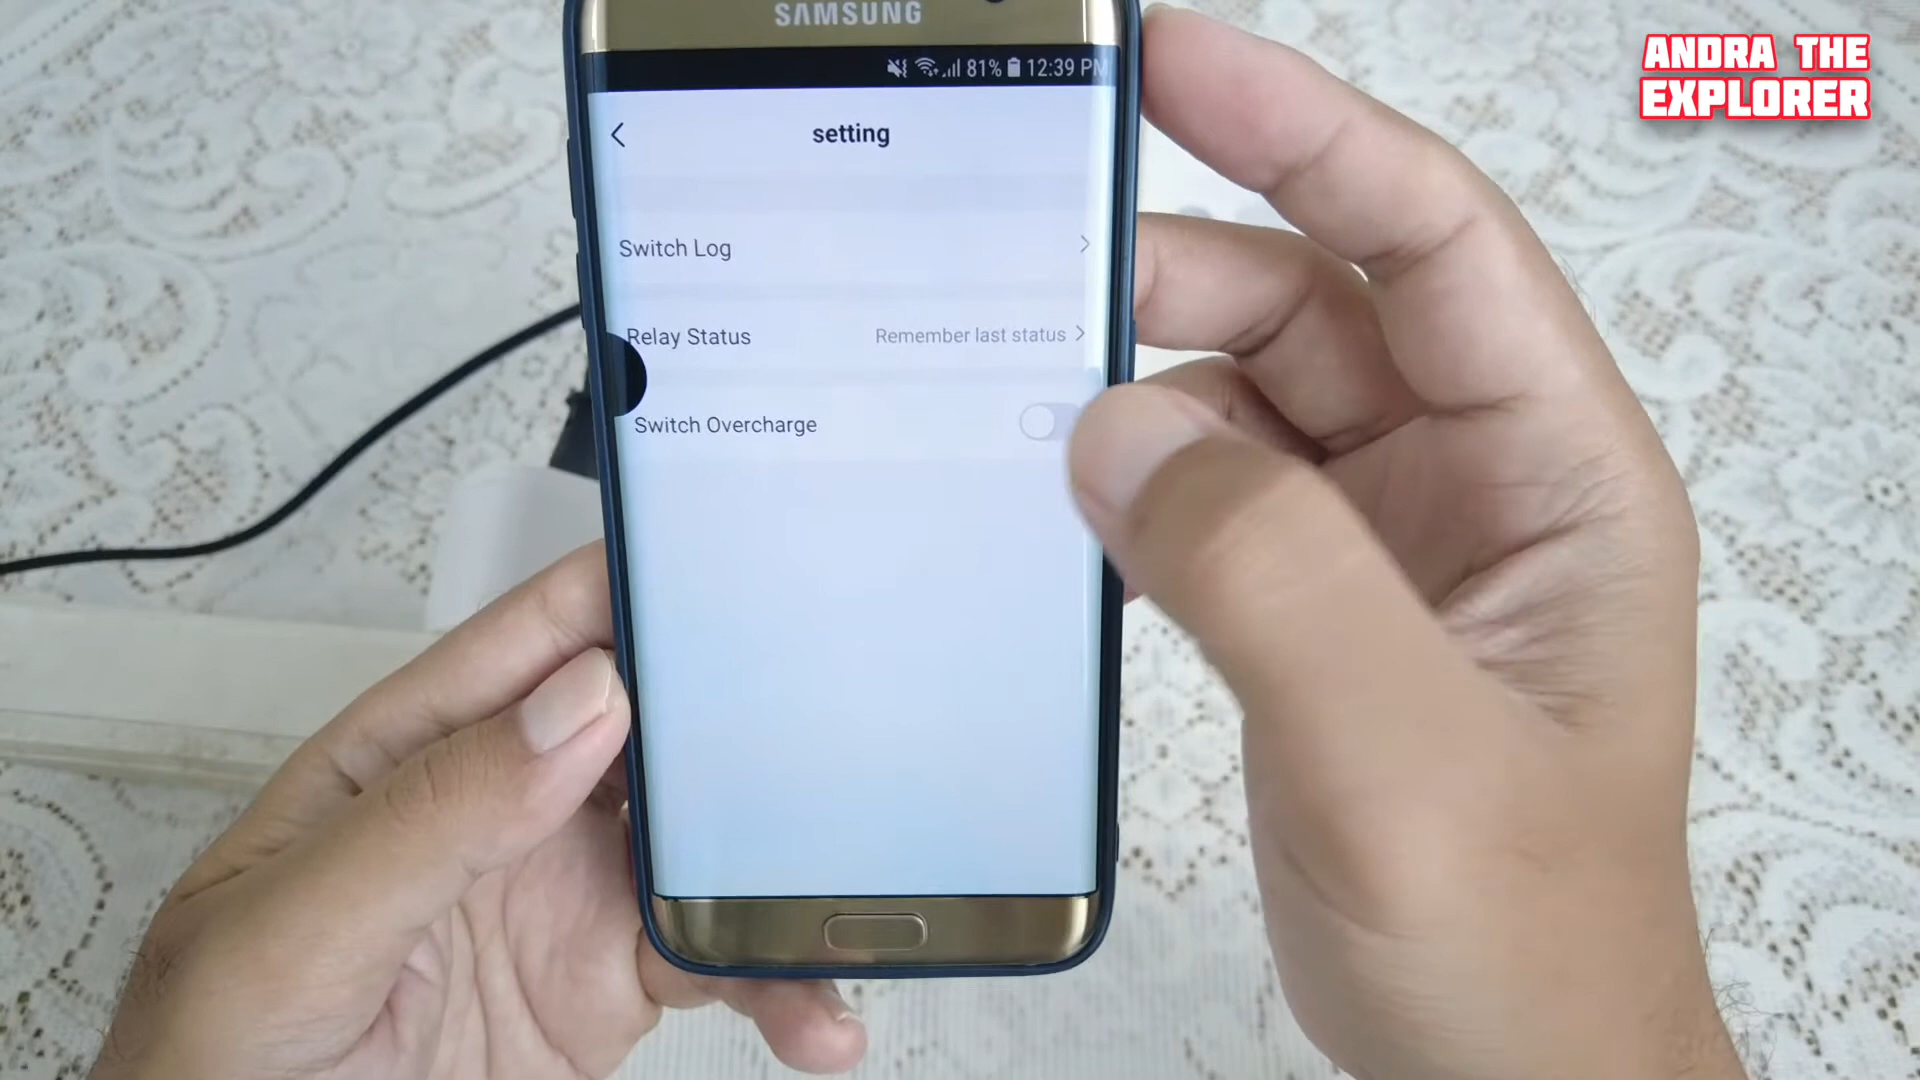 SAMSUNG
81% 12:39 PM
setting
Switch Log
Relay Status
Remember last status
Switch Overcharge
ANDRA THE
EXPLORER